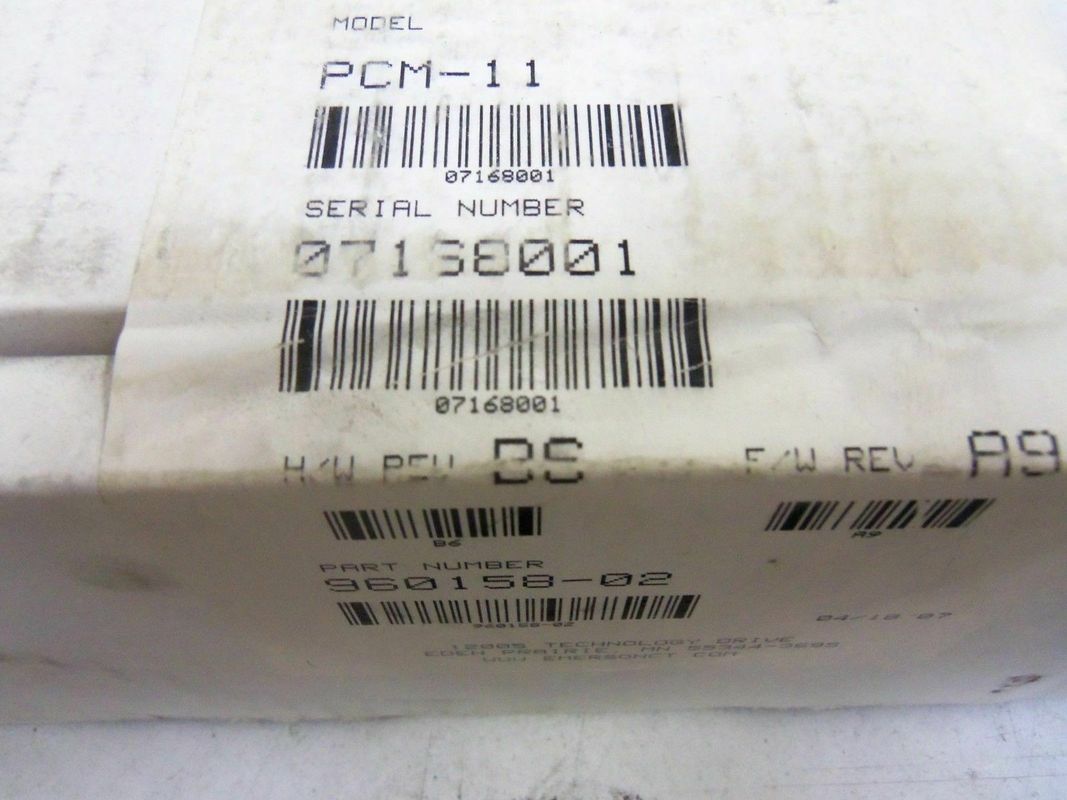 MODEL
PCM-11
07168001
SERIAL NUMBER
07168001
07168001
H/W REV B6 F/W REV A9
B6 A9
PART NUMBER
960158-02
960158-02
04/18/07
12005 TECHNOLOGY DRIVE
EDEN PRAIRIE, MN 55344-3695
WWW EMERSONCT COM